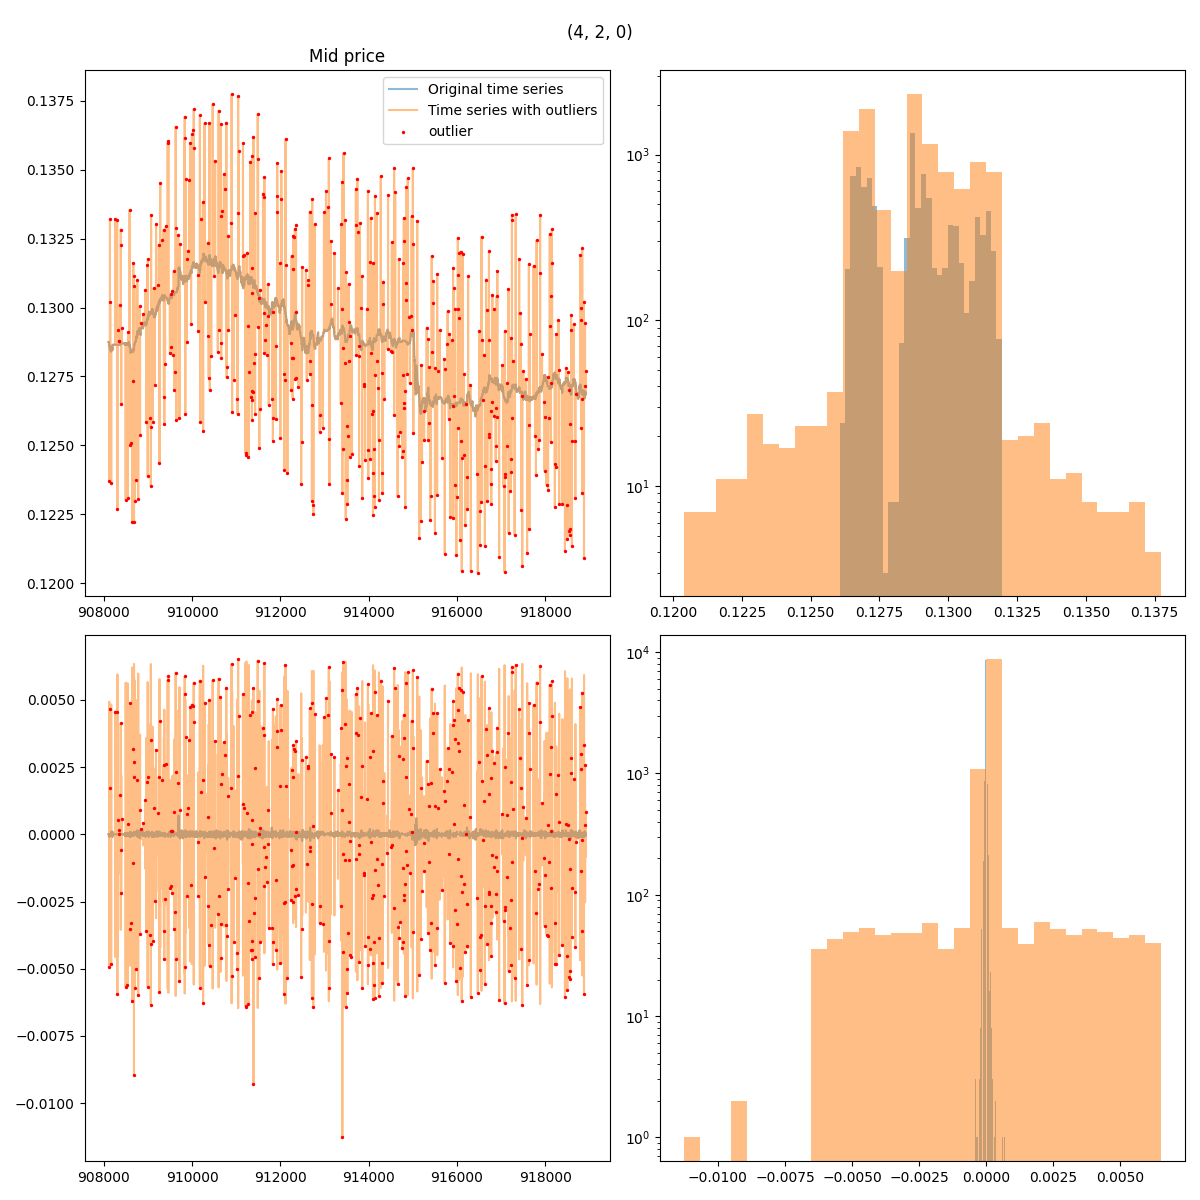 (4, 2, 0)
Mid price
Original time series
Time series with outliers
outlier
0.1375
0.1350
0.1325
0.1300
0.1275
0.1250
0.1225
0.1200
908000 910000 912000 914000 916000 918000
10³
10²
10¹
0.1200 0.1225 0.1250 0.1275 0.1300 0.1325 0.1350 0.1375
0.0050
0.0025
0.0000
−0.0025
−0.0050
−0.0075
−0.0100
908000 910000 912000 914000 916000 918000
10⁴
10³
10²
10¹
10⁰
−0.0100 −0.0075 −0.0050 −0.0025 0.0000 0.0025 0.0050